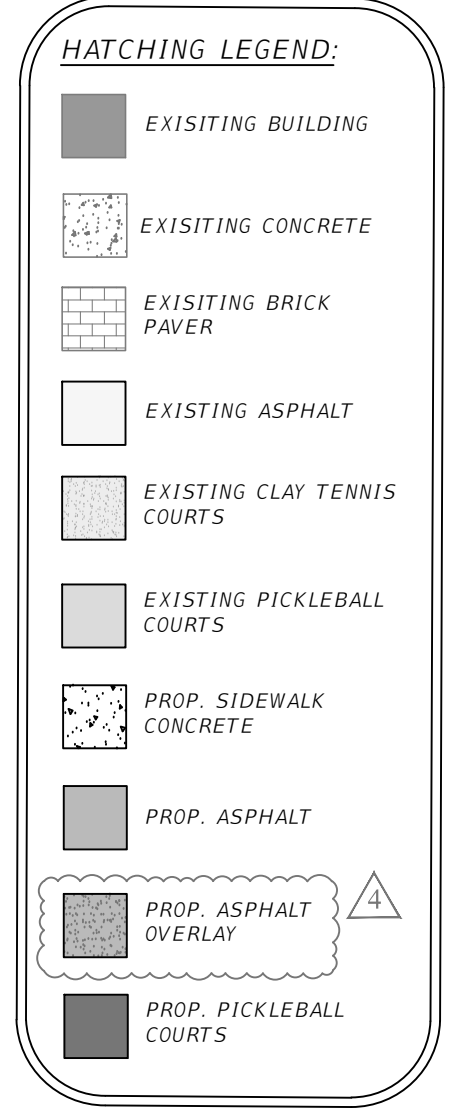 HATCHING LEGEND:
EXISITING BUILDING
EXISITING CONCRETE
EXISITING BRICK
PAVER
EXISTING ASPHALT
EXISTING CLAY TENNIS
COURTS
EXISTING PICKLEBALL
COURTS
PROP. SIDEWALK
CONCRETE
PROP. ASPHALT
PROP. ASPHALT
OVERLAY
4
PROP. PICKLEBALL
COURTS